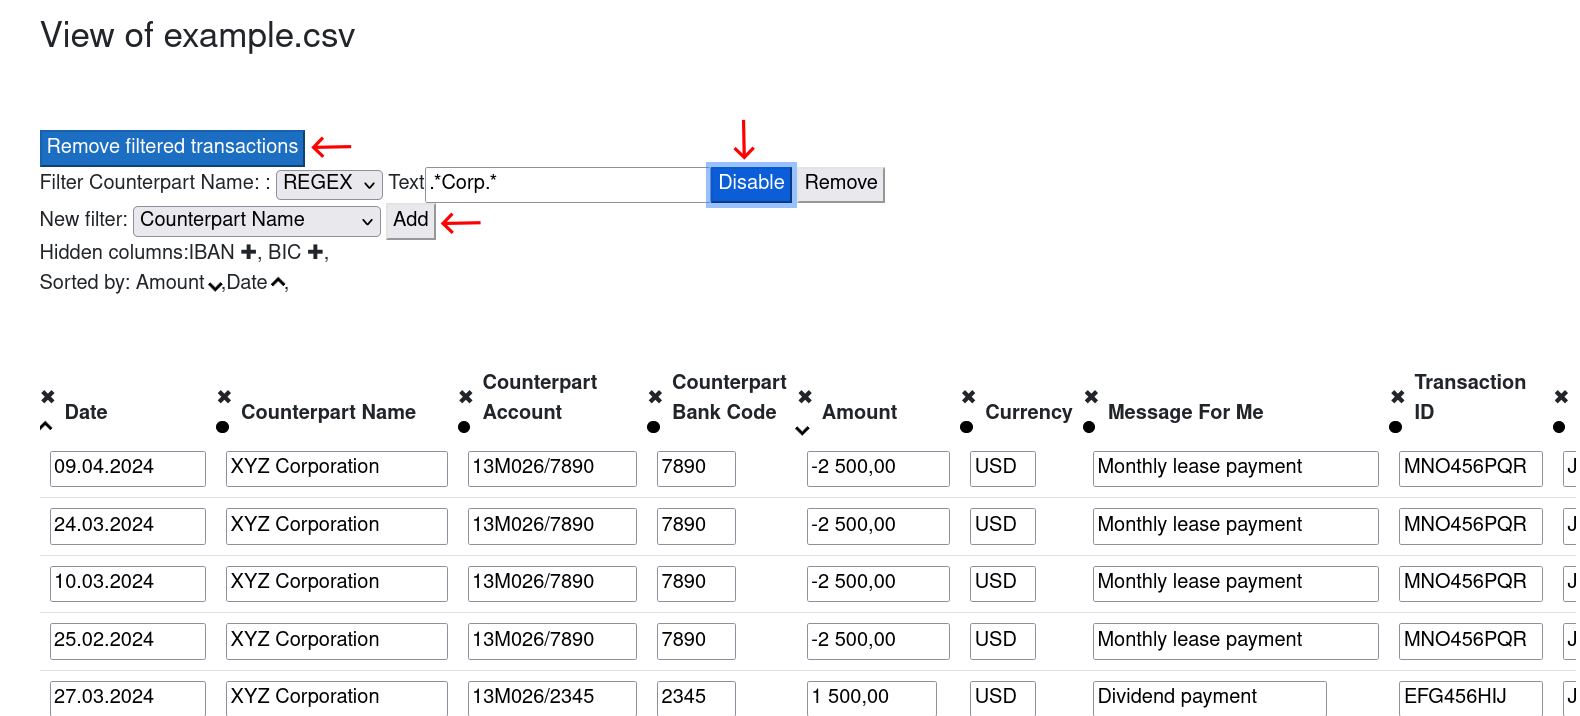 View of example.csv
Remove filtered transactions
Filter Counterpart Name: : REGEX Text .*Corp.* Disable Remove
New filter: Counterpart Name Add
Hidden columns:IBAN ✚, BIC ✚,
Sorted by: Amount ,Date ,
Date Counterpart Name Counterpart Account Counterpart Bank Code Amount Currency Message For Me Transaction ID
09.04.2024 XYZ Corporation 13M026/7890 7890 -2 500,00 USD Monthly lease payment MNO456PQR J
24.03.2024 XYZ Corporation 13M026/7890 7890 -2 500,00 USD Monthly lease payment MNO456PQR J
10.03.2024 XYZ Corporation 13M026/7890 7890 -2 500,00 USD Monthly lease payment MNO456PQR J
25.02.2024 XYZ Corporation 13M026/7890 7890 -2 500,00 USD Monthly lease payment MNO456PQR J
27.03.2024 XYZ Corporation 13M026/2345 2345 1 500,00 USD Dividend payment EFG456HIJ J